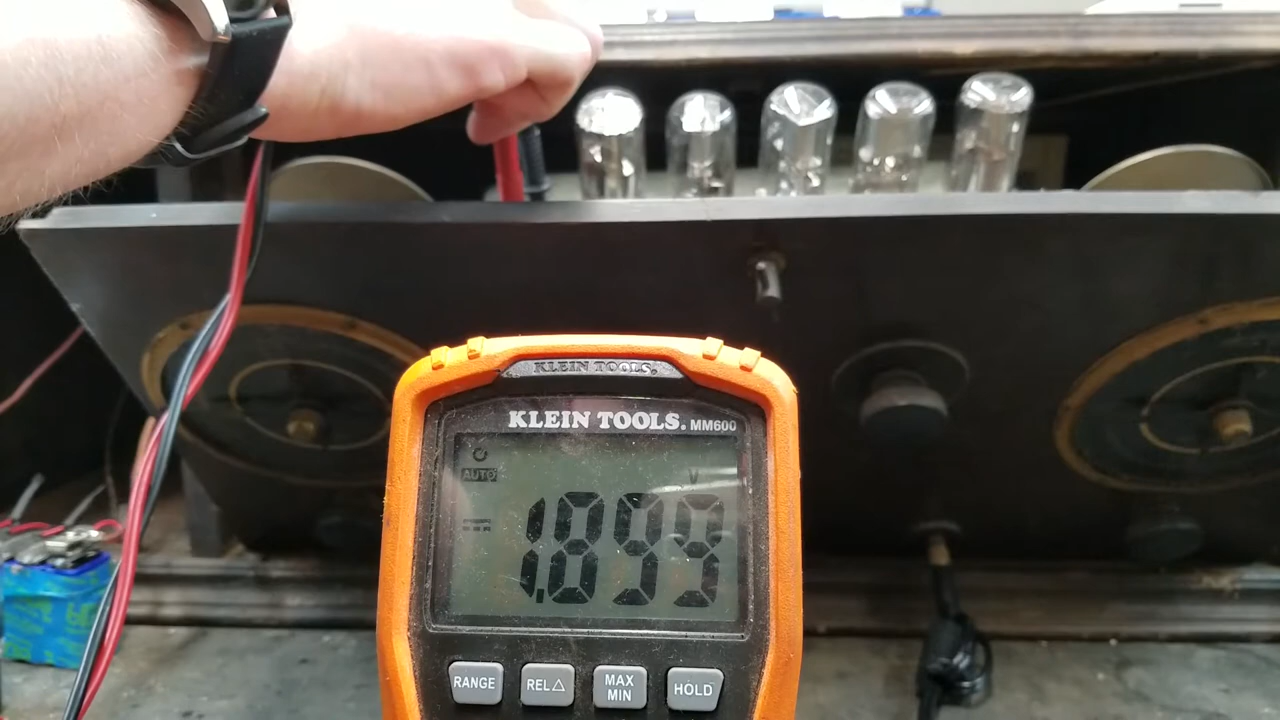 KLEIN TOOLS®
KLEIN TOOLS® MM600
AUTO
V
1.899
RANGE
REL△
MAX
MIN
HOLD